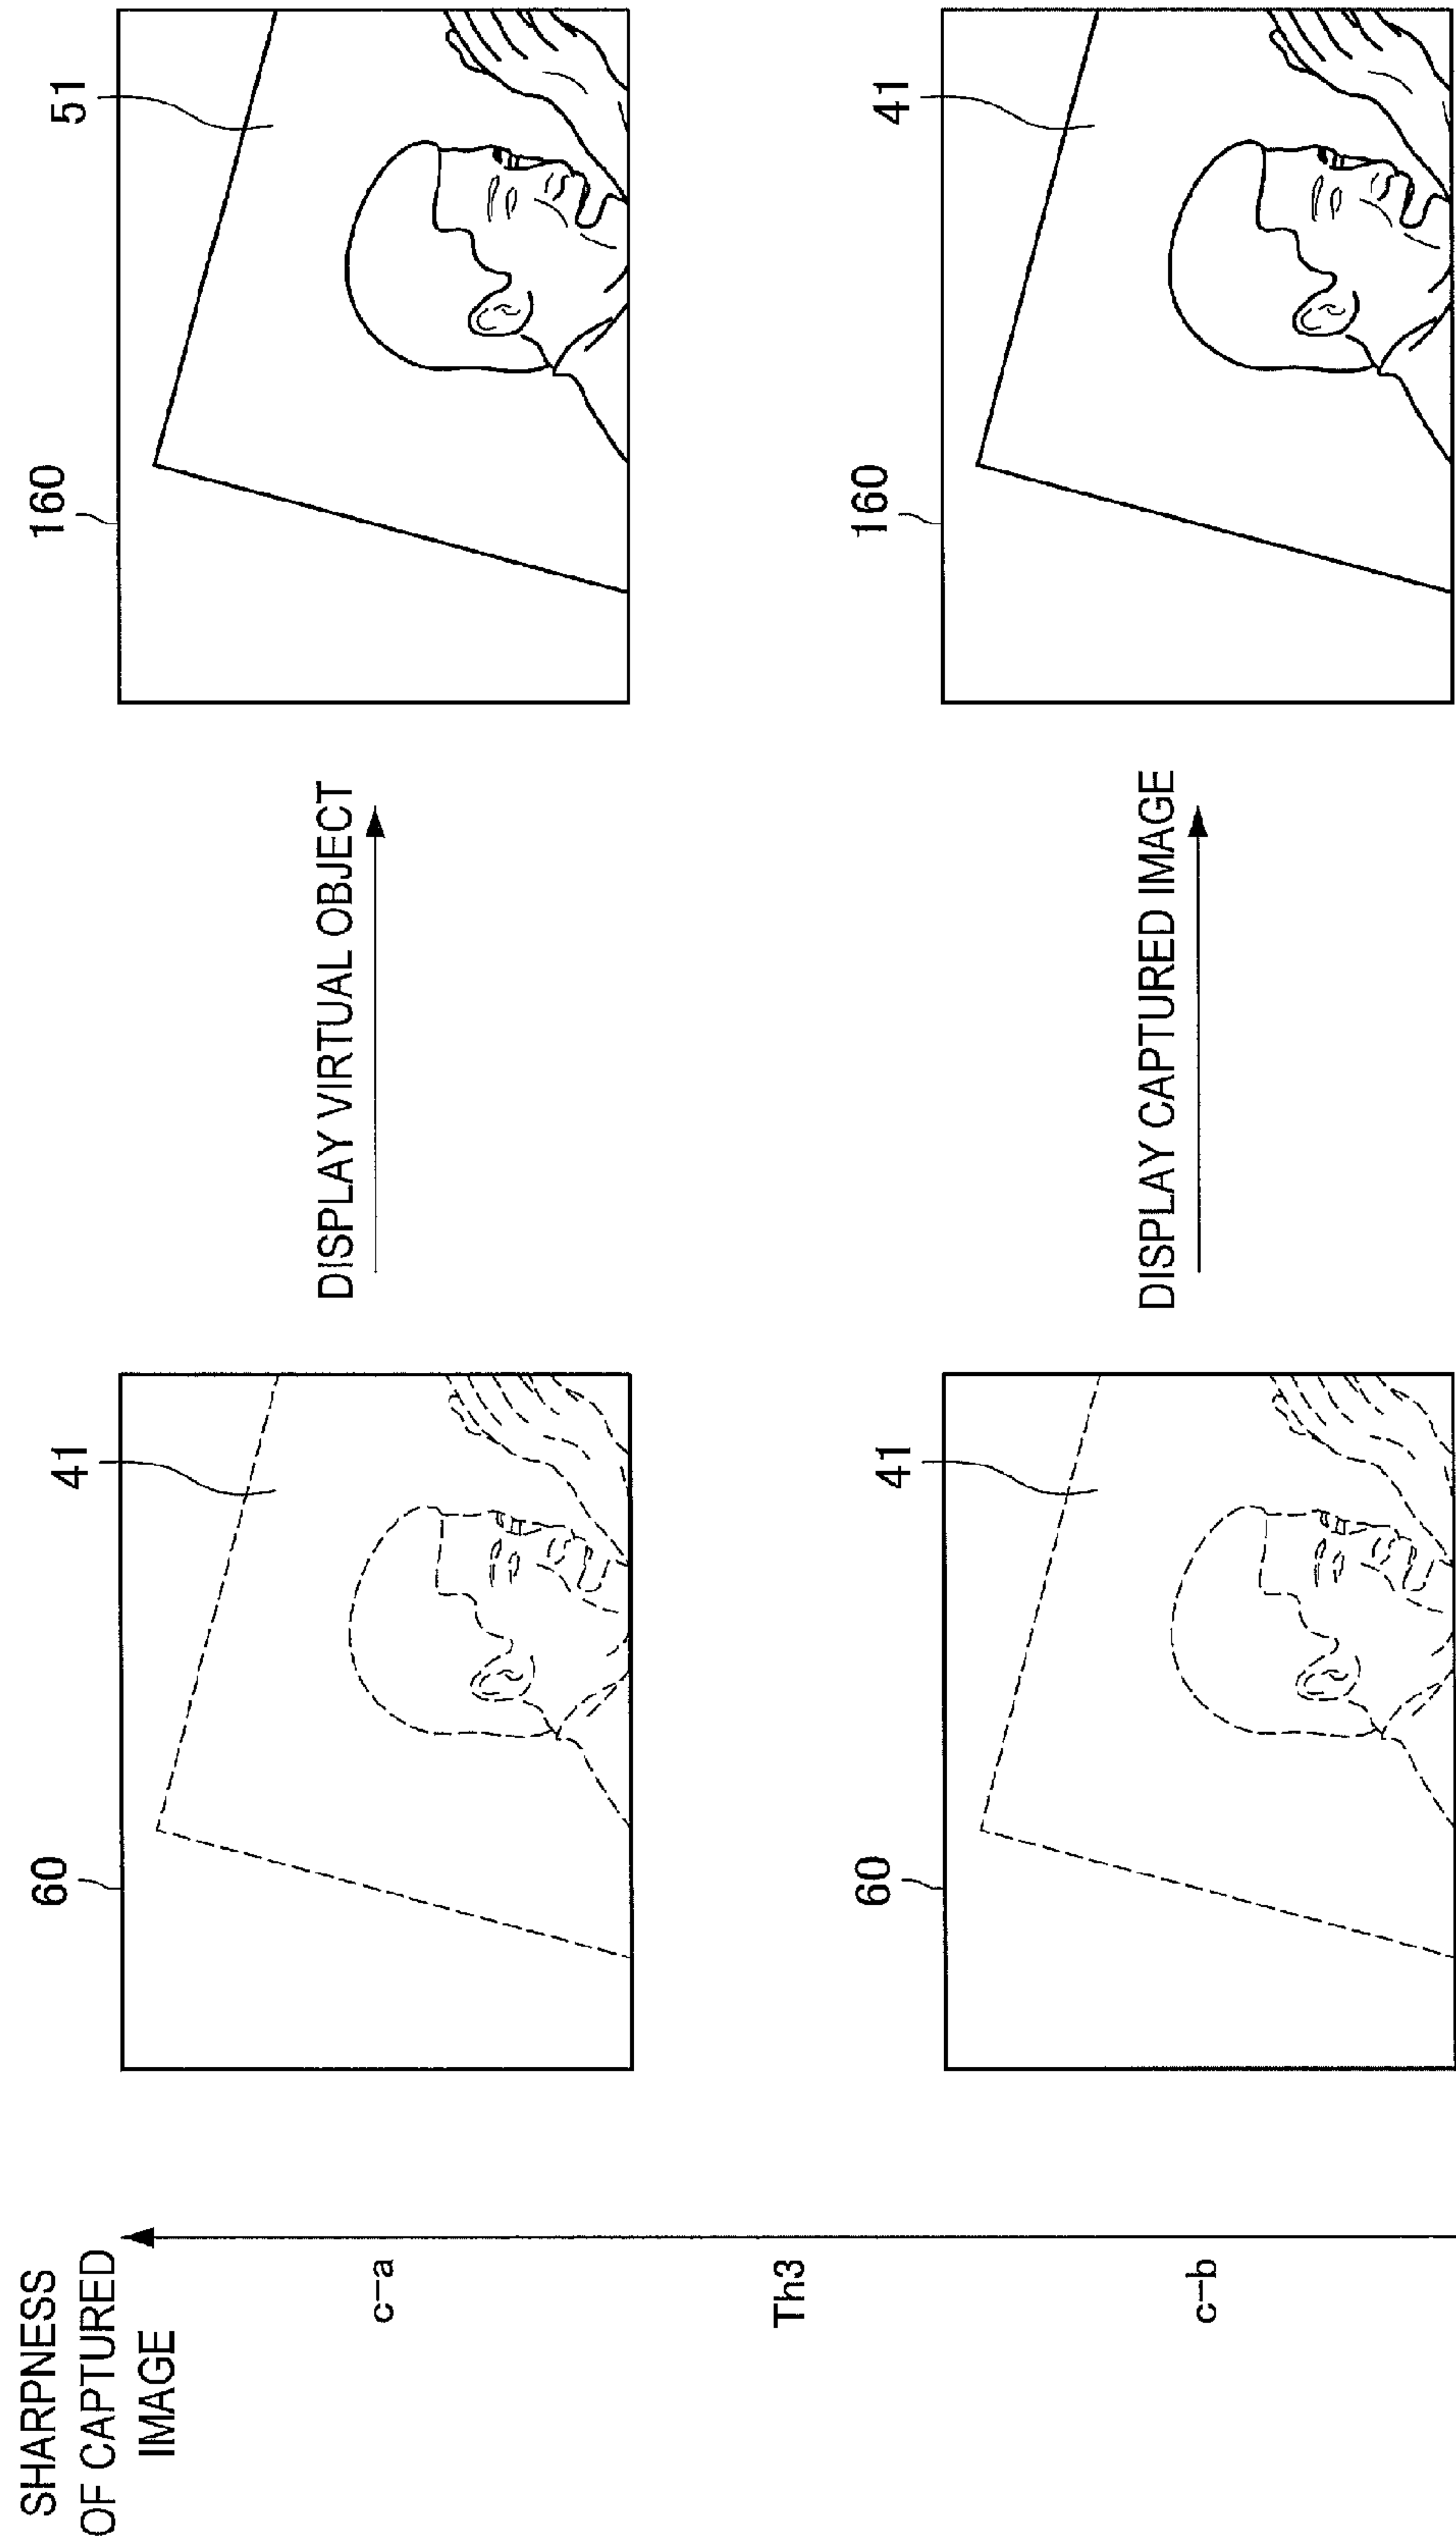 SHARPNESS
OF CAPTURED
IMAGE
60
41
160
51
c-a
DISPLAY VIRTUAL OBJECT
Th3
60
41
160
41
c-b
DISPLAY CAPTURED IMAGE